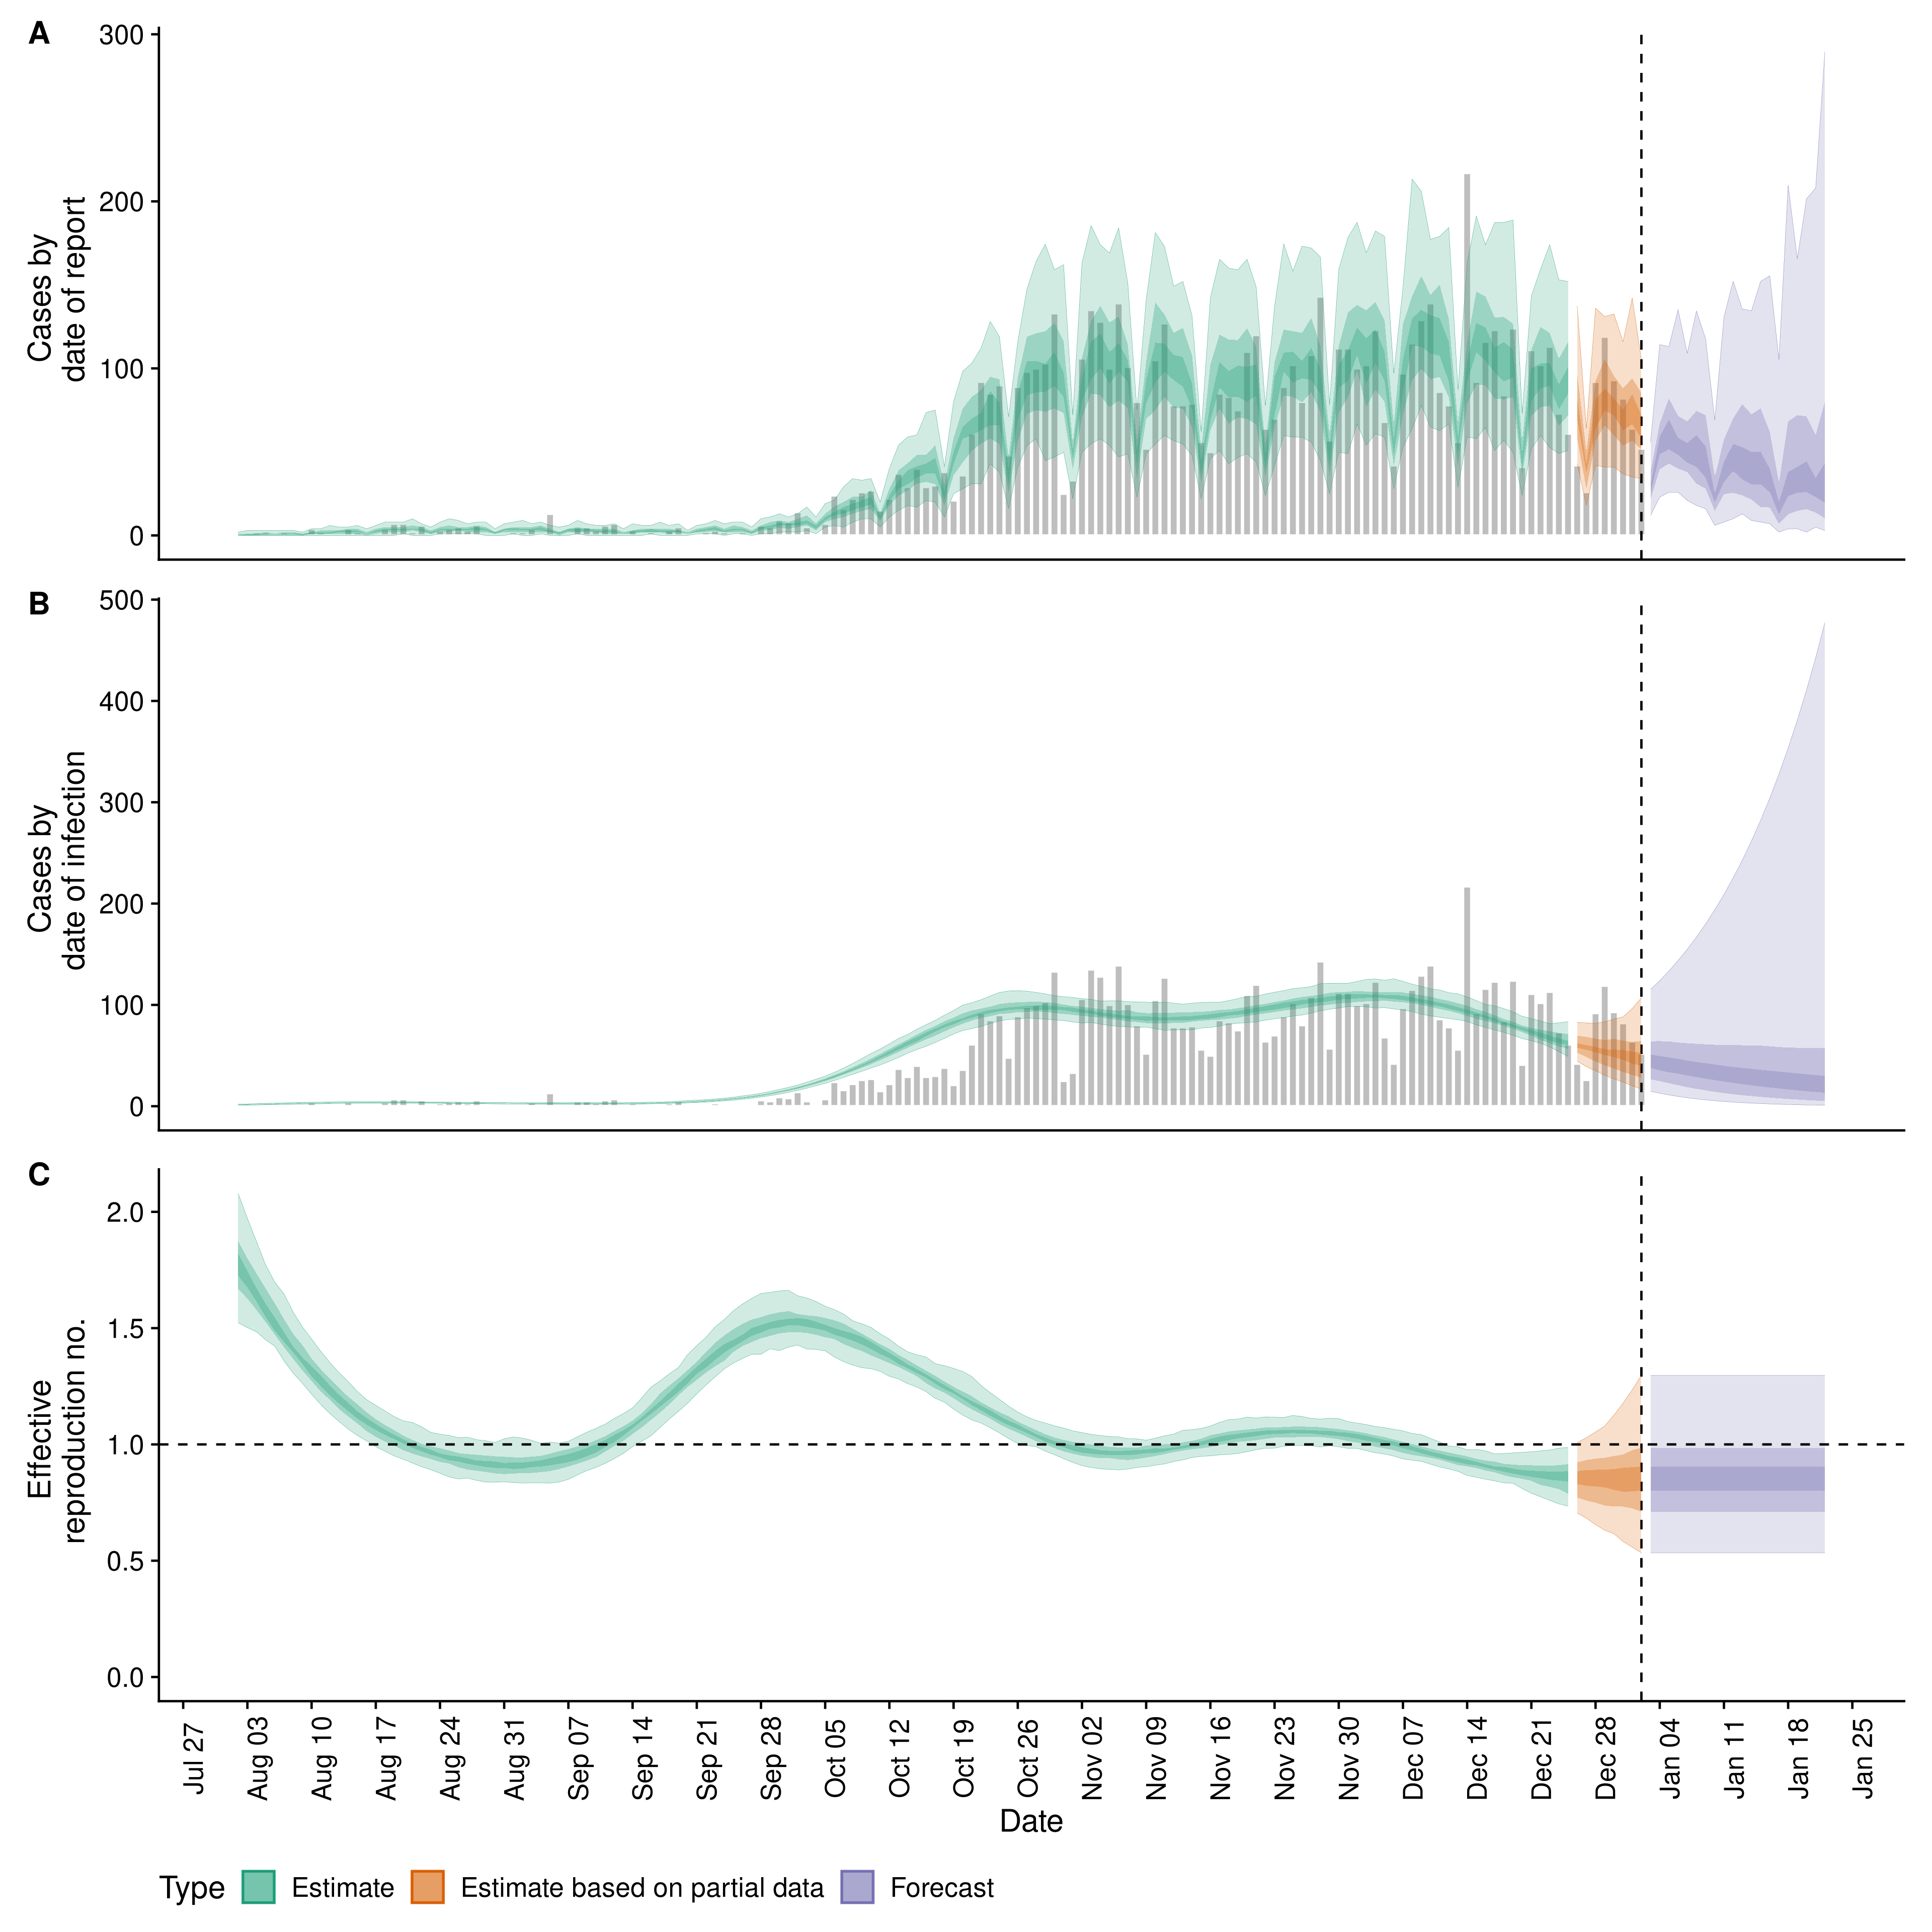 A
300
200
100
0
Cases by
date of report
B
500
400
300
200
100
0
Cases by
date of infection
C
2.0
1.5
1.0
0.5
0.0
Effective
reproduction no.
Jul 27
Aug 03
Aug 10
Aug 17
Aug 24
Aug 31
Sep 07
Sep 14
Sep 21
Sep 28
Oct 05
Oct 12
Oct 19
Oct 26
Nov 02
Nov 09
Nov 16
Nov 23
Nov 30
Dec 07
Dec 14
Dec 21
Dec 28
Jan 04
Jan 11
Jan 18
Jan 25
Date
Type Estimate Estimate based on partial data Forecast